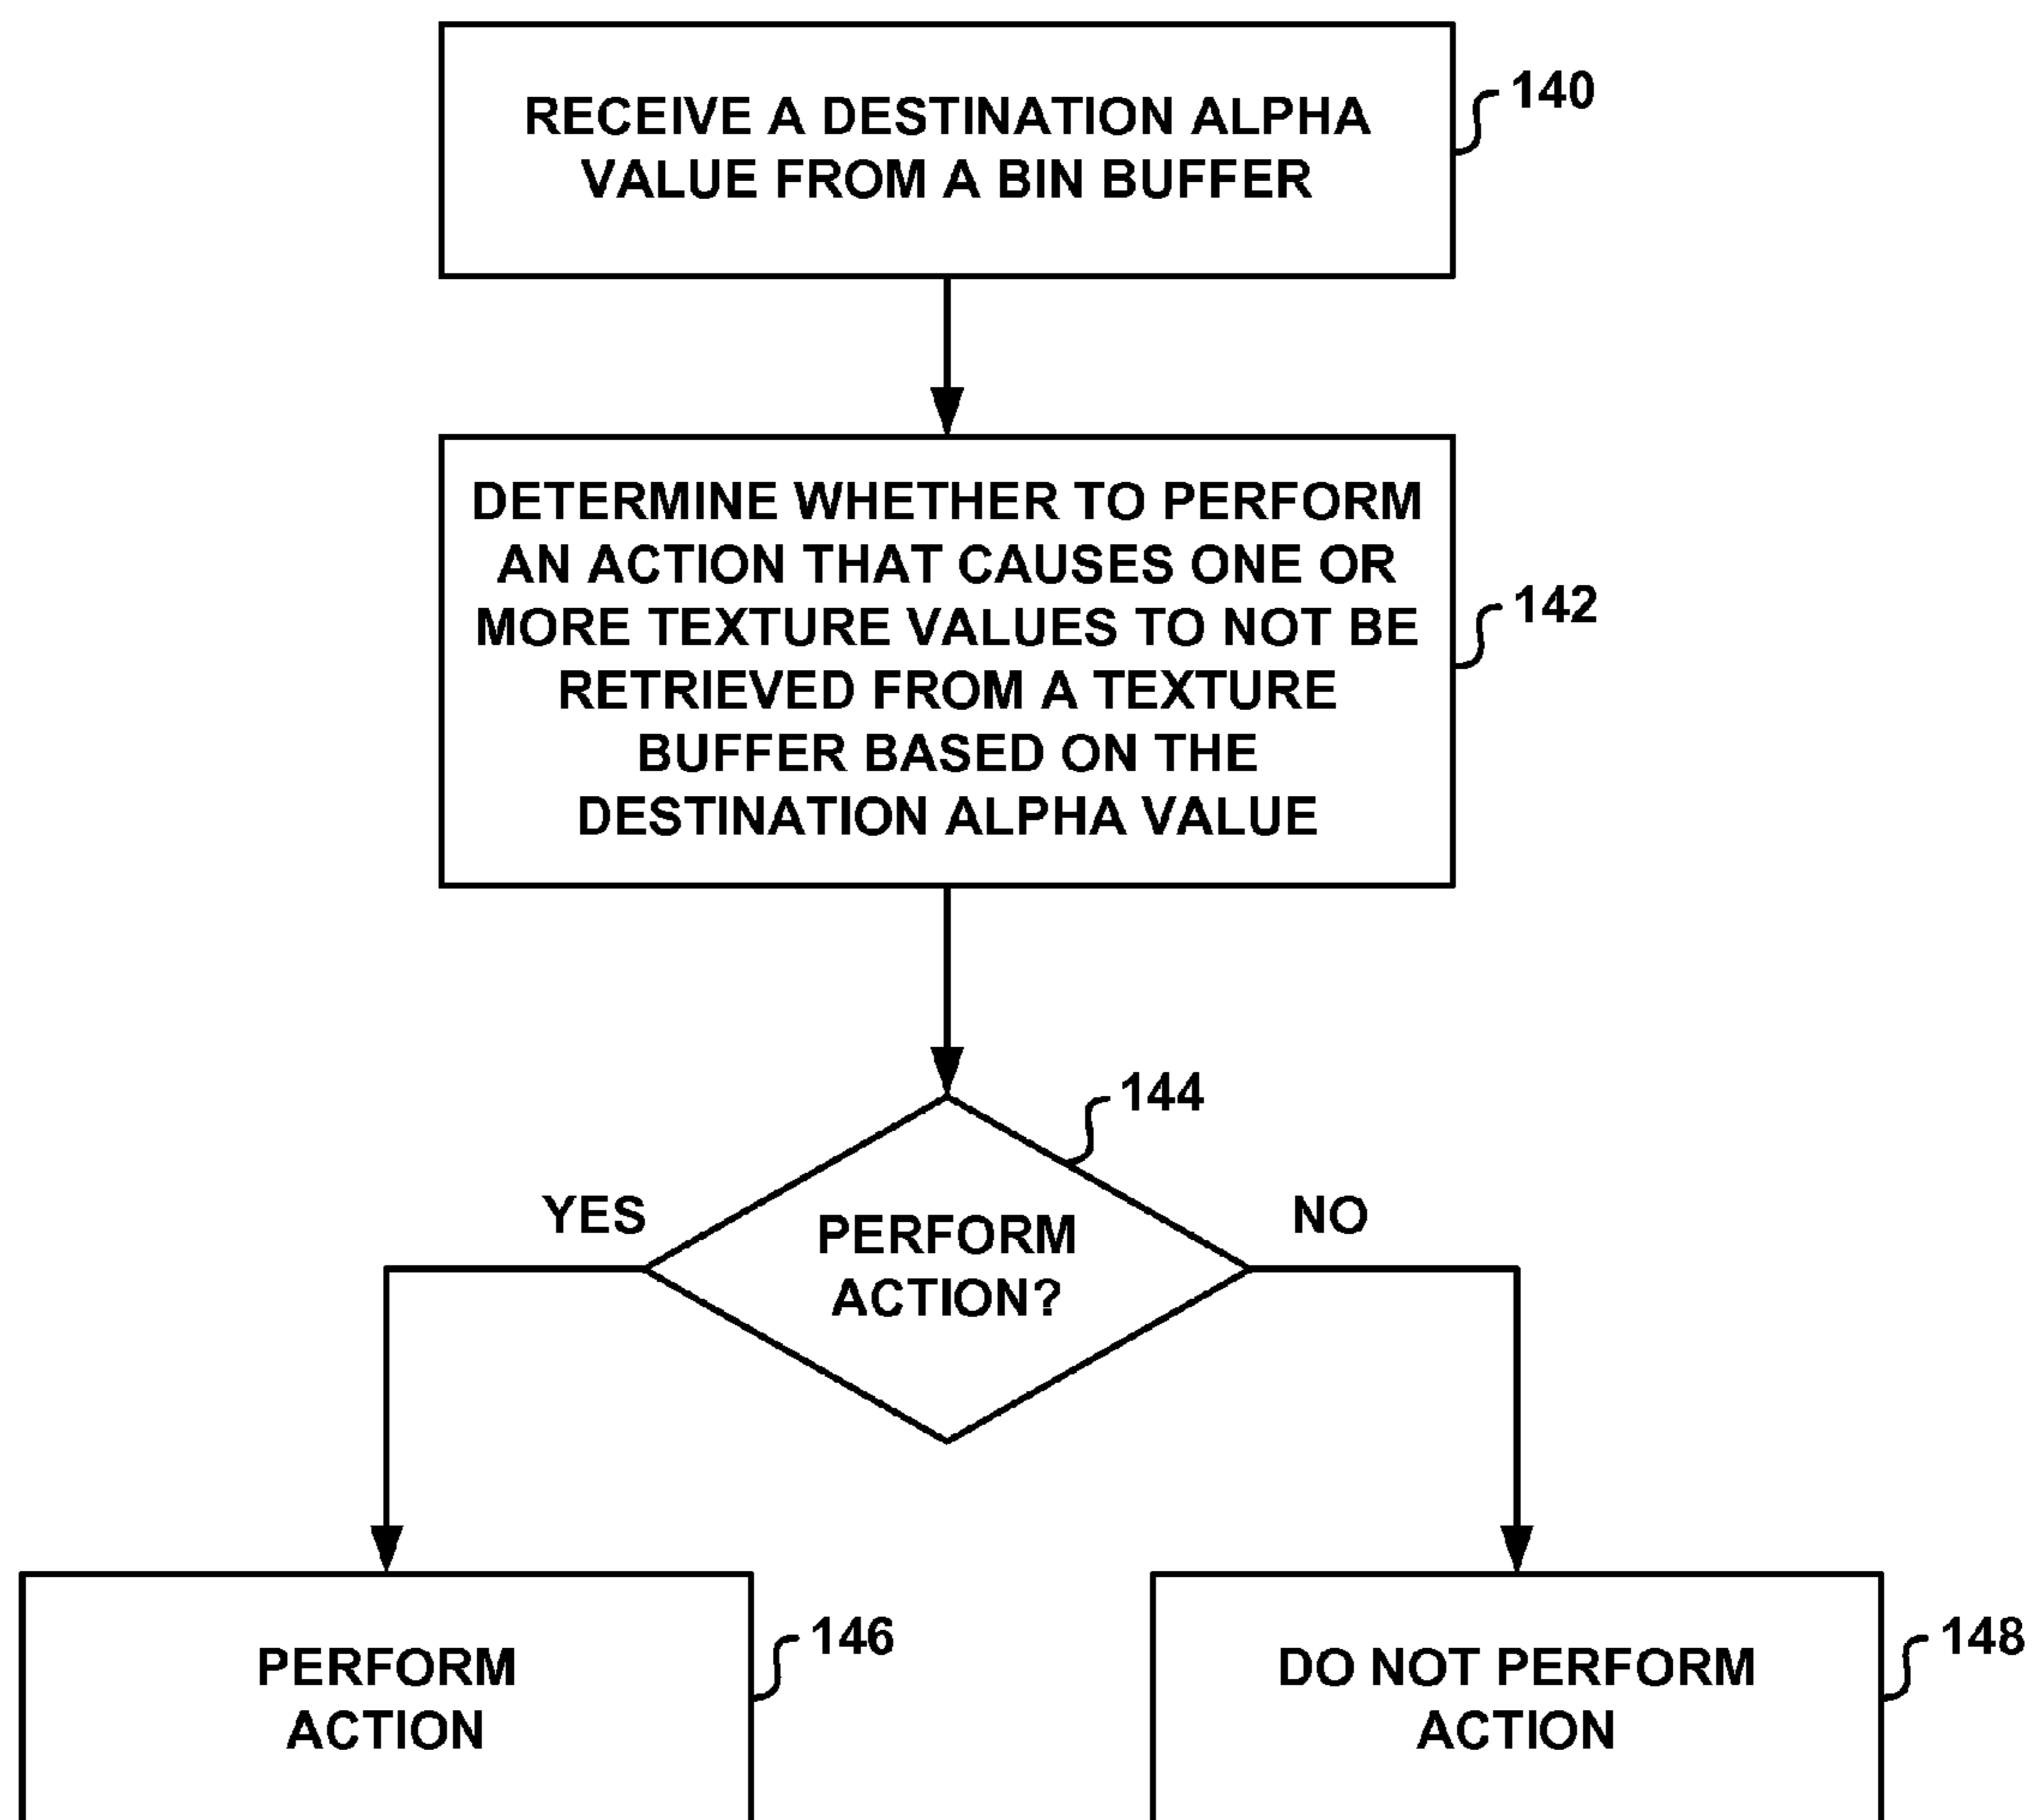 RECEIVE A DESTINATION ALPHA
VALUE FROM A BIN BUFFER
140
DETERMINE WHETHER TO PERFORM
AN ACTION THAT CAUSES ONE OR
MORE TEXTURE VALUES TO NOT BE
RETRIEVED FROM A TEXTURE
BUFFER BASED ON THE
DESTINATION ALPHA VALUE
142
144
YES
PERFORM
ACTION?
NO
PERFORM
ACTION
146
DO NOT PERFORM
ACTION
148